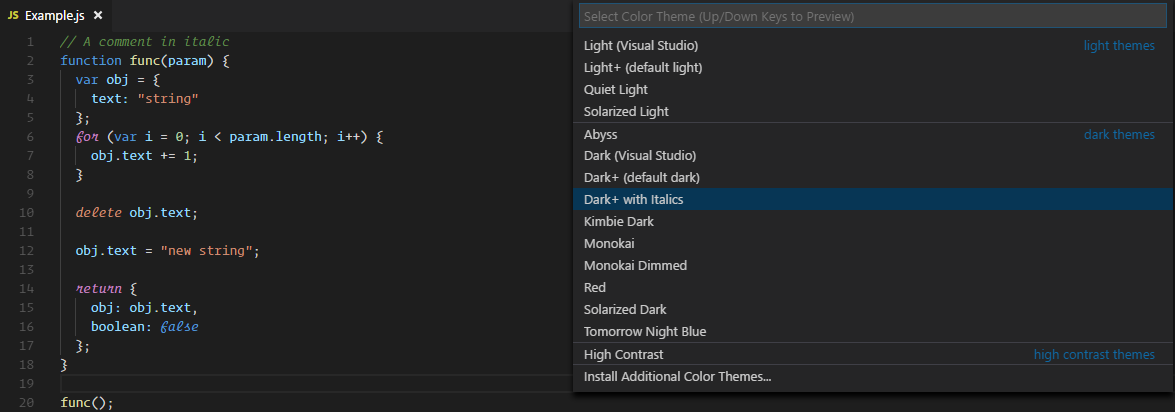 JS Example.js ×
1 // A comment in italic
2 function func(param) {
3 var obj = {
4 text: "string"
5 };
6 for (var i = 0; i < param.length; i++) {
7 obj.text += 1;
8 }
9
10 delete obj.text;
11
12 obj.text = "new string";
13
14 return {
15 obj: obj.text,
16 boolean: false
17 };
18 }
19
20 func();
Select Color Theme (Up/Down Keys to Preview)
Light (Visual Studio) light themes
Light+ (default light)
Quiet Light
Solarized Light
Abyss dark themes
Dark (Visual Studio)
Dark+ (default dark)
Dark+ with Italics
Kimbie Dark
Monokai
Monokai Dimmed
Red
Solarized Dark
Tomorrow Night Blue
High Contrast high contrast themes
Install Additional Color Themes...